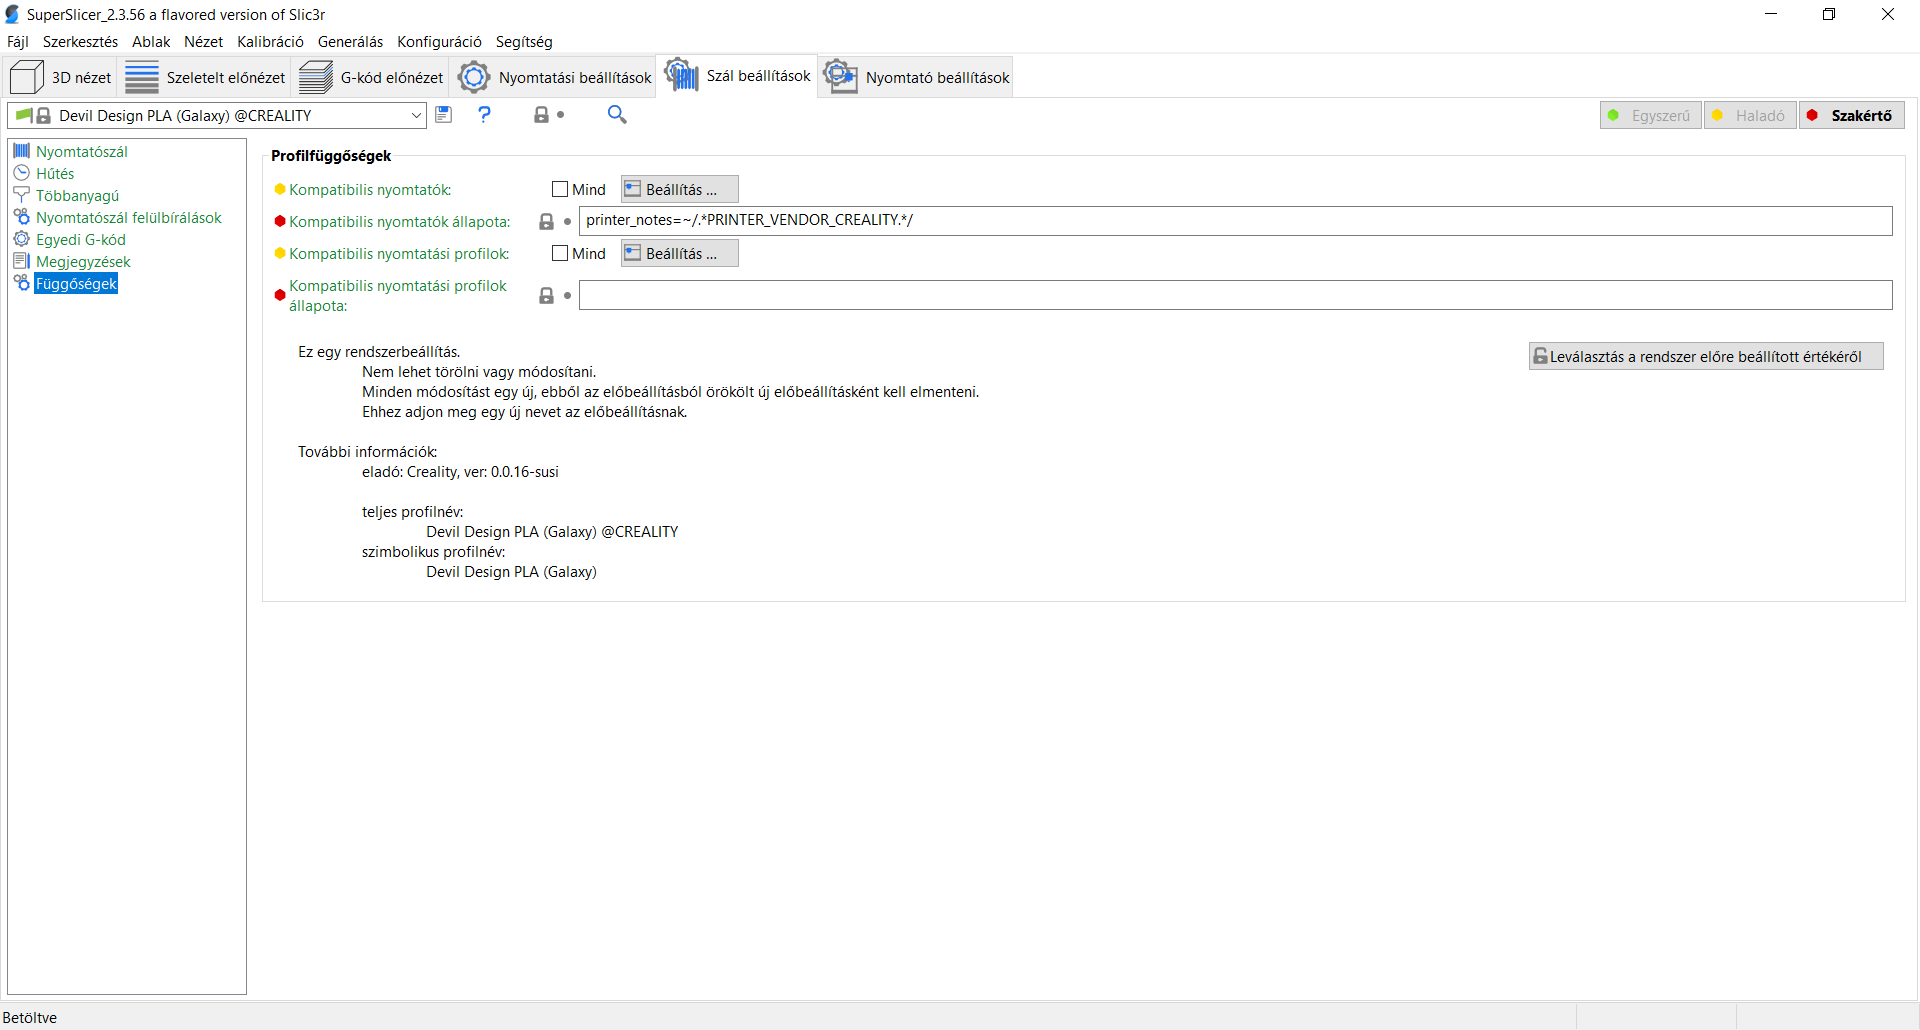 SuperSlicer_2.3.56 a flavored version of Slic3r
Fájl Szerkesztés Ablak Nézet Kalibráció Generálás Konfiguráció Segítség
3D nézet Szeletelt előnézet G-kód előnézet Nyomtatási beállítások Szál beállítások Nyomtató beállítások
Devil Design PLA (Galaxy) @CREALITY ? Egyszerű Haladó Szakértő
Nyomtatószál
Hűtés
Többanyagú
Nyomtatószál felülbírálások
Egyedi G-kód
Megjegyzések
Függőségek
Profilfüggőségek
Kompatibilis nyomtatók: Mind Beállítás ...
Kompatibilis nyomtatók állapota: printer_notes=~/.*PRINTER_VENDOR_CREALITY.*/
Kompatibilis nyomtatási profilok: Mind Beállítás ...
Kompatibilis nyomtatási profilok
állapota:
Ez egy rendszerbeállítás.
Leválasztás a rendszer előre beállított értékéről
Nem lehet törölni vagy módosítani.
Minden módosítást egy új, ebből az előbeállításból örökölt új előbeállításként kell elmenteni.
Ehhez adjon meg egy új nevet az előbeállításnak.
További információk:
eladó: Creality, ver: 0.0.16-susi
teljes profilnév:
Devil Design PLA (Galaxy) @CREALITY
szimbolikus profilnév:
Devil Design PLA (Galaxy)
Betöltve